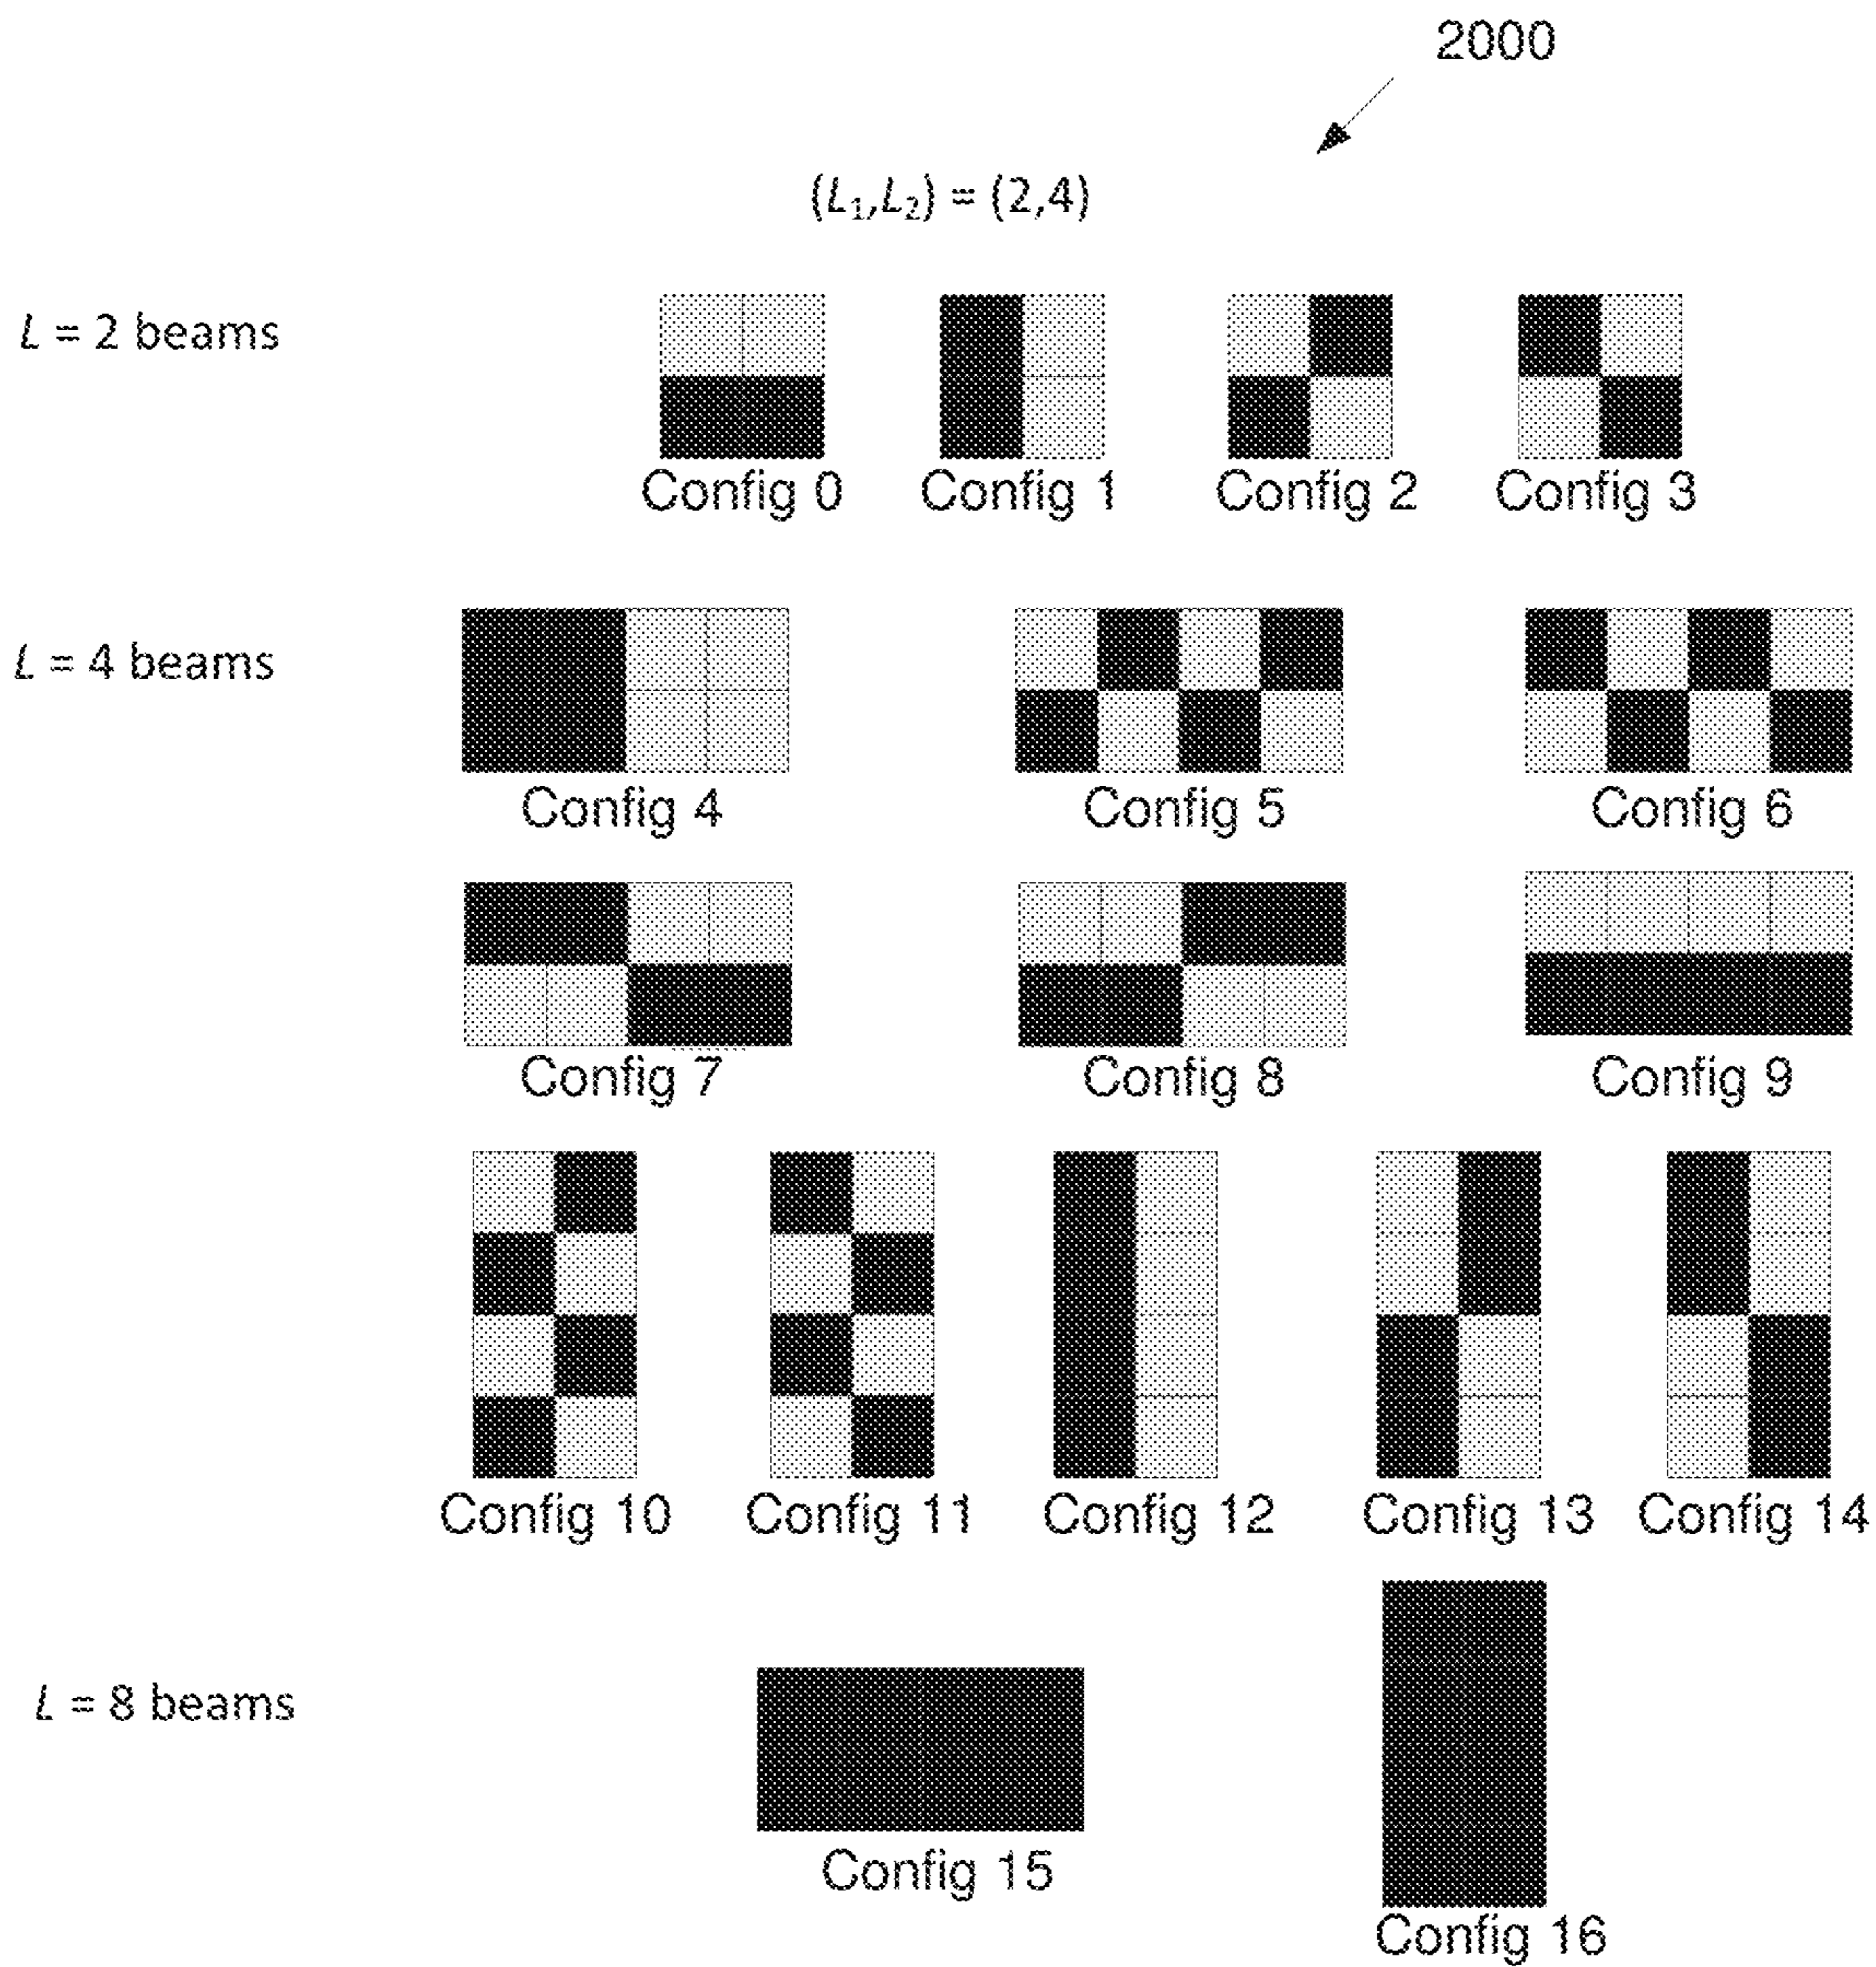 2000
(L₁,L₂) = (2,4)
L = 2 beams
Config 0 Config 1 Config 2 Config 3
L = 4 beams
Config 4 Config 5 Config 6
Config 7 Config 8 Config 9
Config 10 Config 11 Config 12 Config 13 Config 14
L = 8 beams
Config 15
Config 16